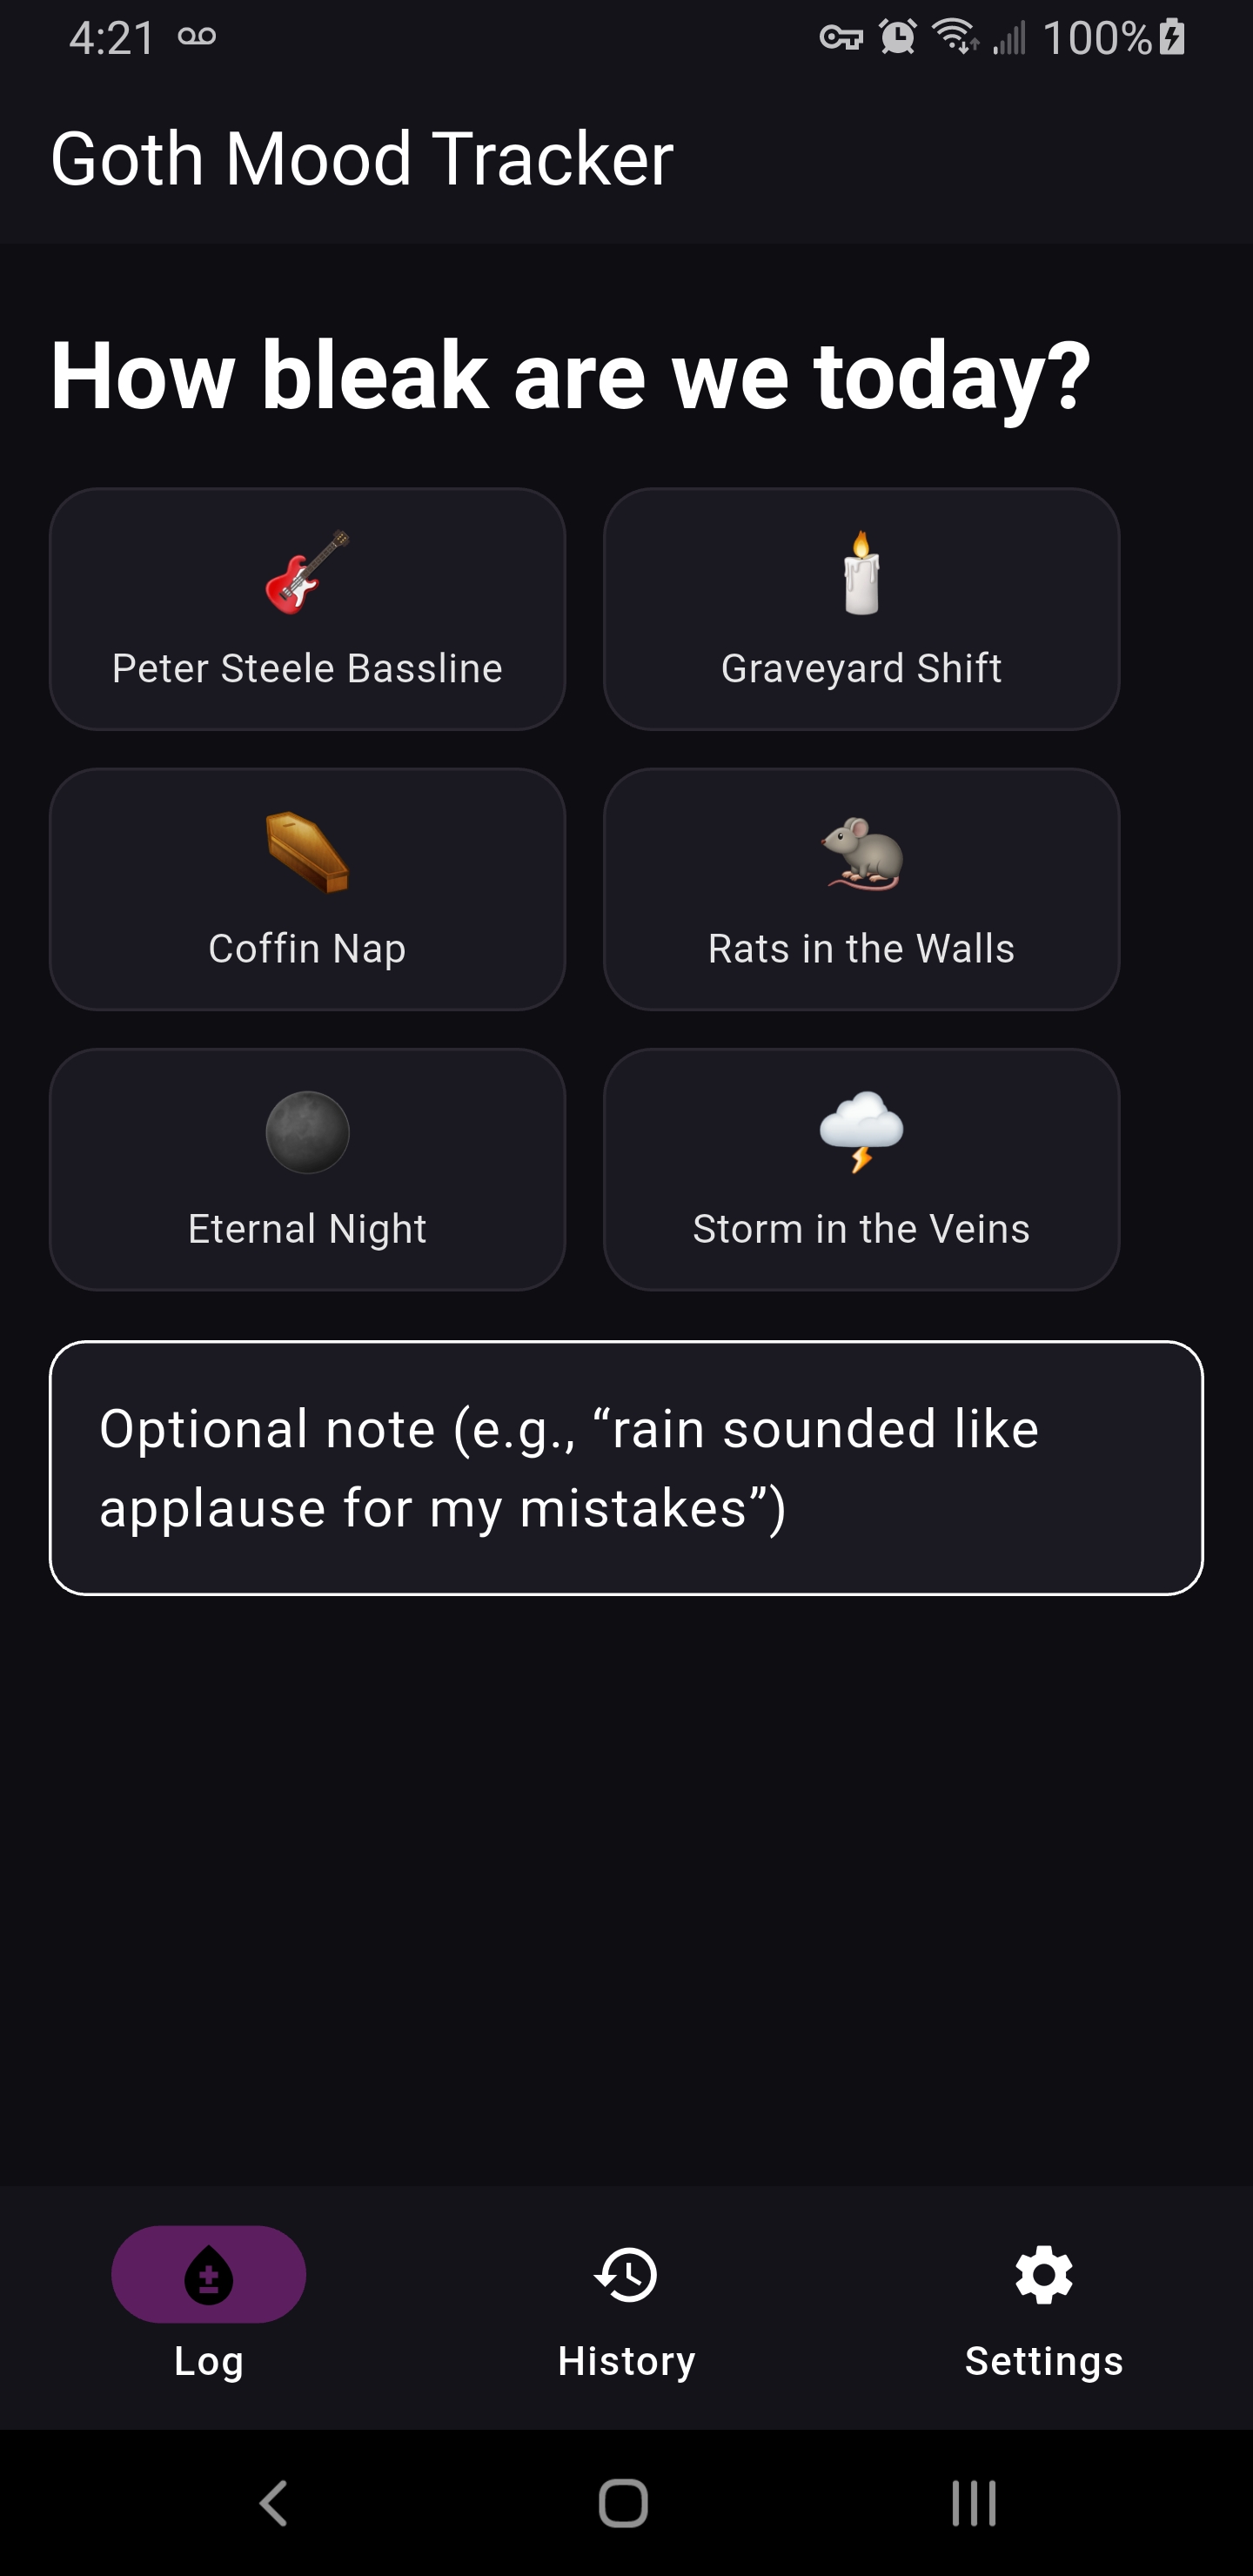 4:21
100%
Goth Mood Tracker
How bleak are we today?
Peter Steele Bassline
Graveyard Shift
Coffin Nap
Rats in the Walls
Eternal Night
Storm in the Veins
Optional note (e.g., “rain sounded like
applause for my mistakes”)
Log
History
Settings